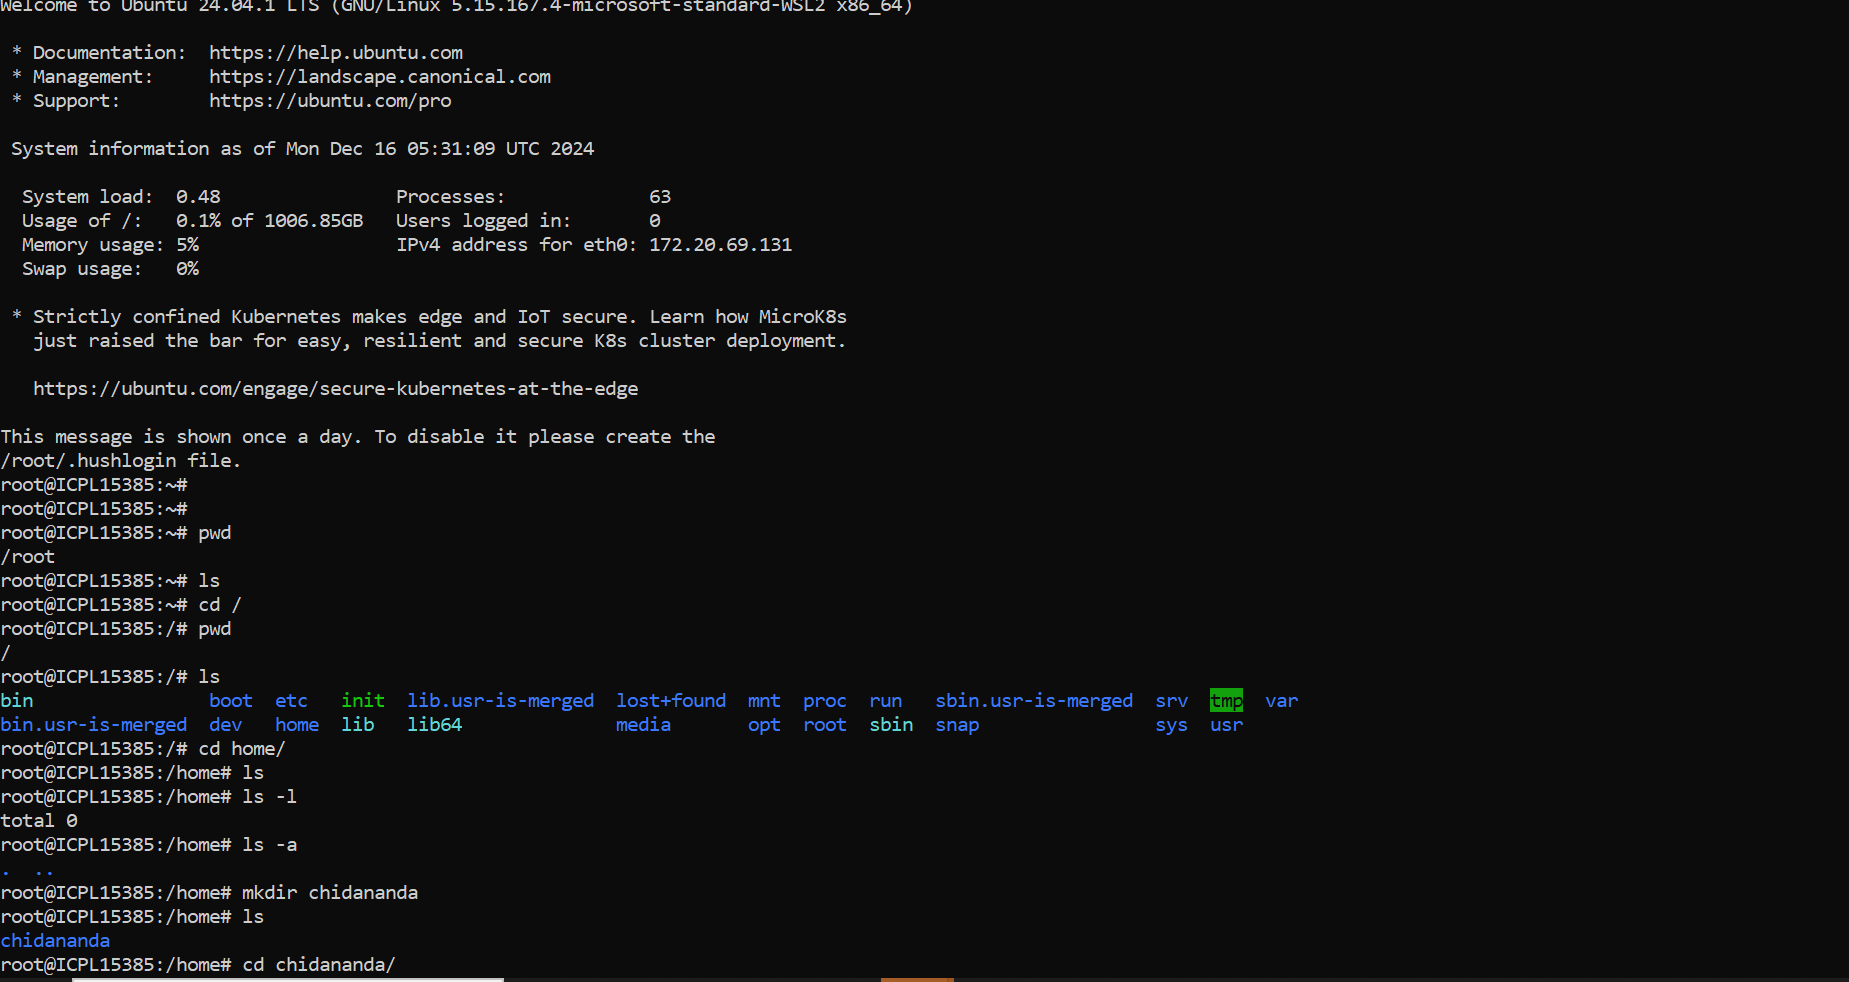 Welcome to Ubuntu 24.04.1 LTS (GNU/Linux 5.15.167.4-microsoft-standard-WSL2 x86_64)

 * Documentation:  https://help.ubuntu.com
 * Management:     https://landscape.canonical.com
 * Support:        https://ubuntu.com/pro

 System information as of Mon Dec 16 05:31:09 UTC 2024

  System load:  0.48                Processes:             63
  Usage of /:   0.1% of 1006.85GB   Users logged in:       0
  Memory usage: 5%                  IPv4 address for eth0: 172.20.69.131
  Swap usage:   0%

 * Strictly confined Kubernetes makes edge and IoT secure. Learn how MicroK8s
   just raised the bar for easy, resilient and secure K8s cluster deployment.

   https://ubuntu.com/engage/secure-kubernetes-at-the-edge

This message is shown once a day. To disable it please create the
/root/.hushlogin file.
root@ICPL15385:~#
root@ICPL15385:~#
root@ICPL15385:~# pwd
/root
root@ICPL15385:~# ls
root@ICPL15385:~# cd /
root@ICPL15385:/# pwd
/
root@ICPL15385:/# ls
bin                boot  etc   init  lib.usr-is-merged  lost+found  mnt  proc  run   sbin.usr-is-merged  srv  tmp  var
bin.usr-is-merged  dev   home  lib   lib64              media       opt  root  sbin  snap                sys  usr
root@ICPL15385:/# cd home/
root@ICPL15385:/home# ls
root@ICPL15385:/home# ls -l
total 0
root@ICPL15385:/home# ls -a
.  ..
root@ICPL15385:/home# mkdir chidananda
root@ICPL15385:/home# ls
chidananda
root@ICPL15385:/home# cd chidananda/